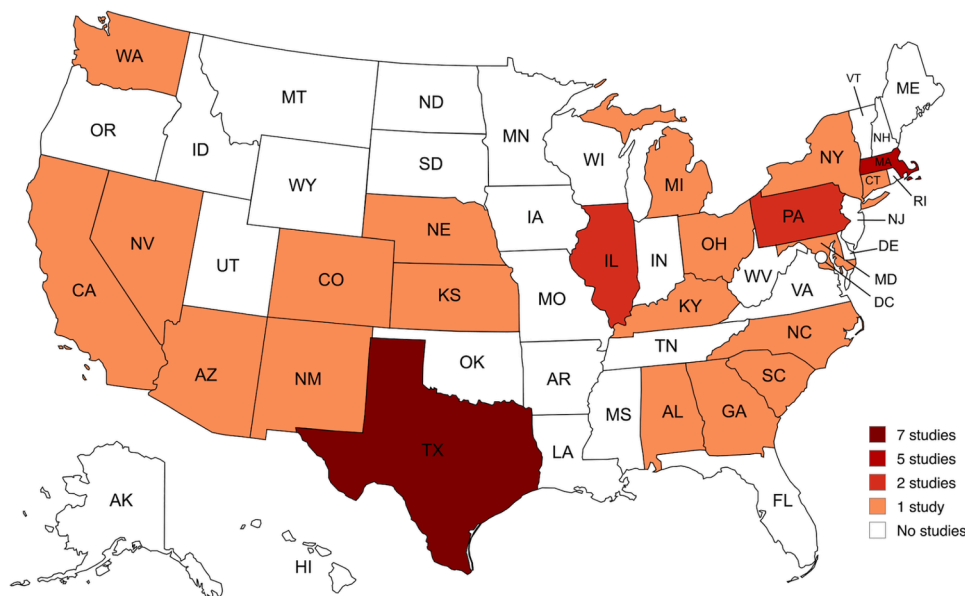 WA
MT
ND
OR
ID
SD
MN
WI
WY
IA
NE
NV
UT
CA
CO
KS
MO
IL
IN
MI
OH
KY
WV
VA
PA
NY
VT
NH
ME
MA
CT
RI
NJ
DE
MD
DC
AZ
NM
OK
AR
TN
NC
SC
MS
AL
GA
TX
LA
FL
AK
HI
7 studies
5 studies
2 studies
1 study
No studies